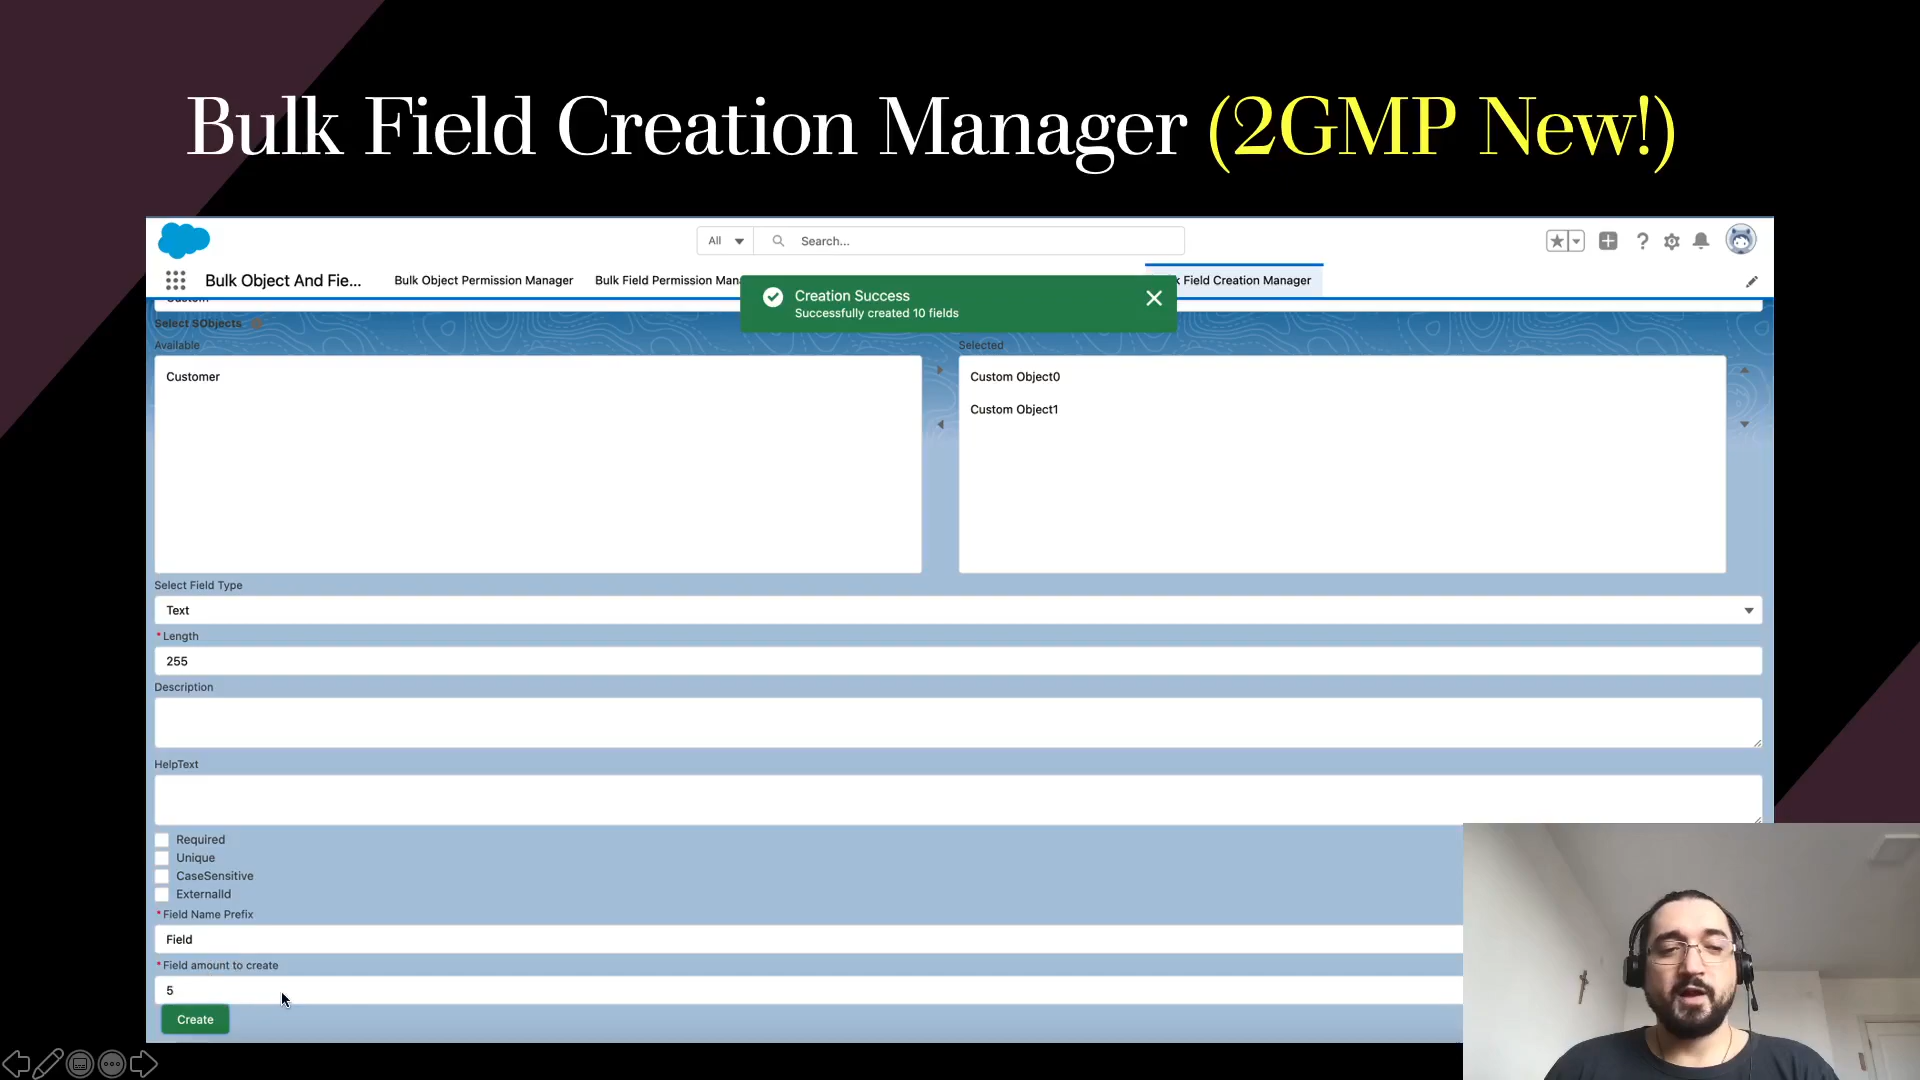 Bulk Field Creation Manager (2GMP New!)
All
Search...
Bulk Object And Fie...
Bulk Object Permission Manager
Bulk Field Permission Man
Field Creation Manager
Creation Success
Successfully created 10 fields
Select SObjects
Available
Selected
Customer
Custom Object0
Custom Object1
Select Field Type
Text
*Length
255
Description
HelpText
Required
Unique
CaseSensitive
ExternalId
*Field Name Prefix
Field
*Field amount to create
5
Create